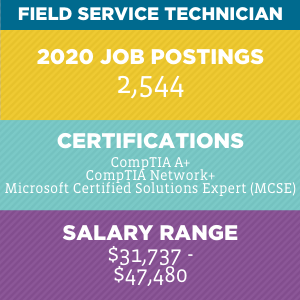 FIELD SERVICE TECHNICIAN
2020 JOB POSTINGS
2,544
CERTIFICATIONS
CompTIA A+
CompTIA Network+
Microsoft Certified Solutions Expert (MCSE)
SALARY RANGE
$31,737 -
$47,480